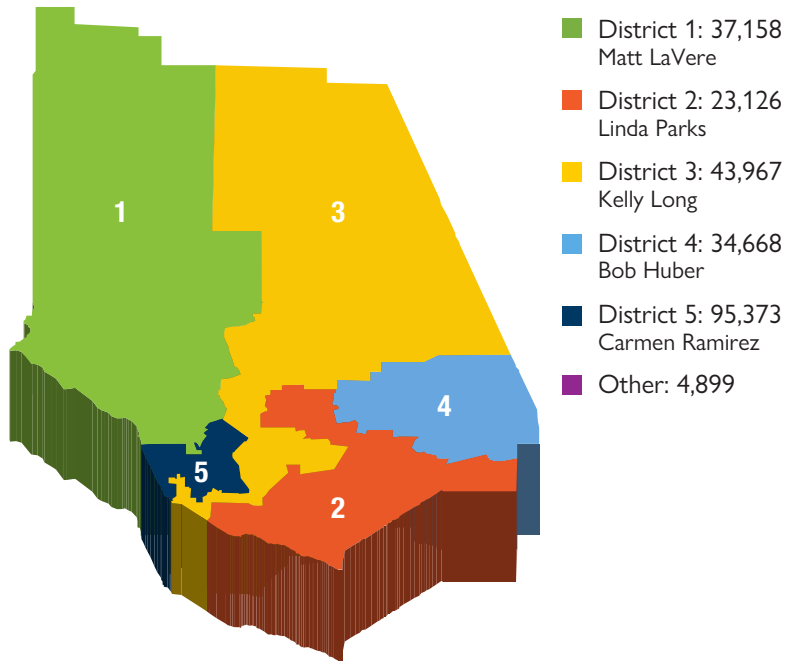 District 1: 37,158
Matt LaVere
District 2: 23,126
Linda Parks
District 3: 43,967
Kelly Long
District 4: 34,668
Bob Huber
District 5: 95,373
Carmen Ramirez
Other: 4,899
1
3
4
5
2